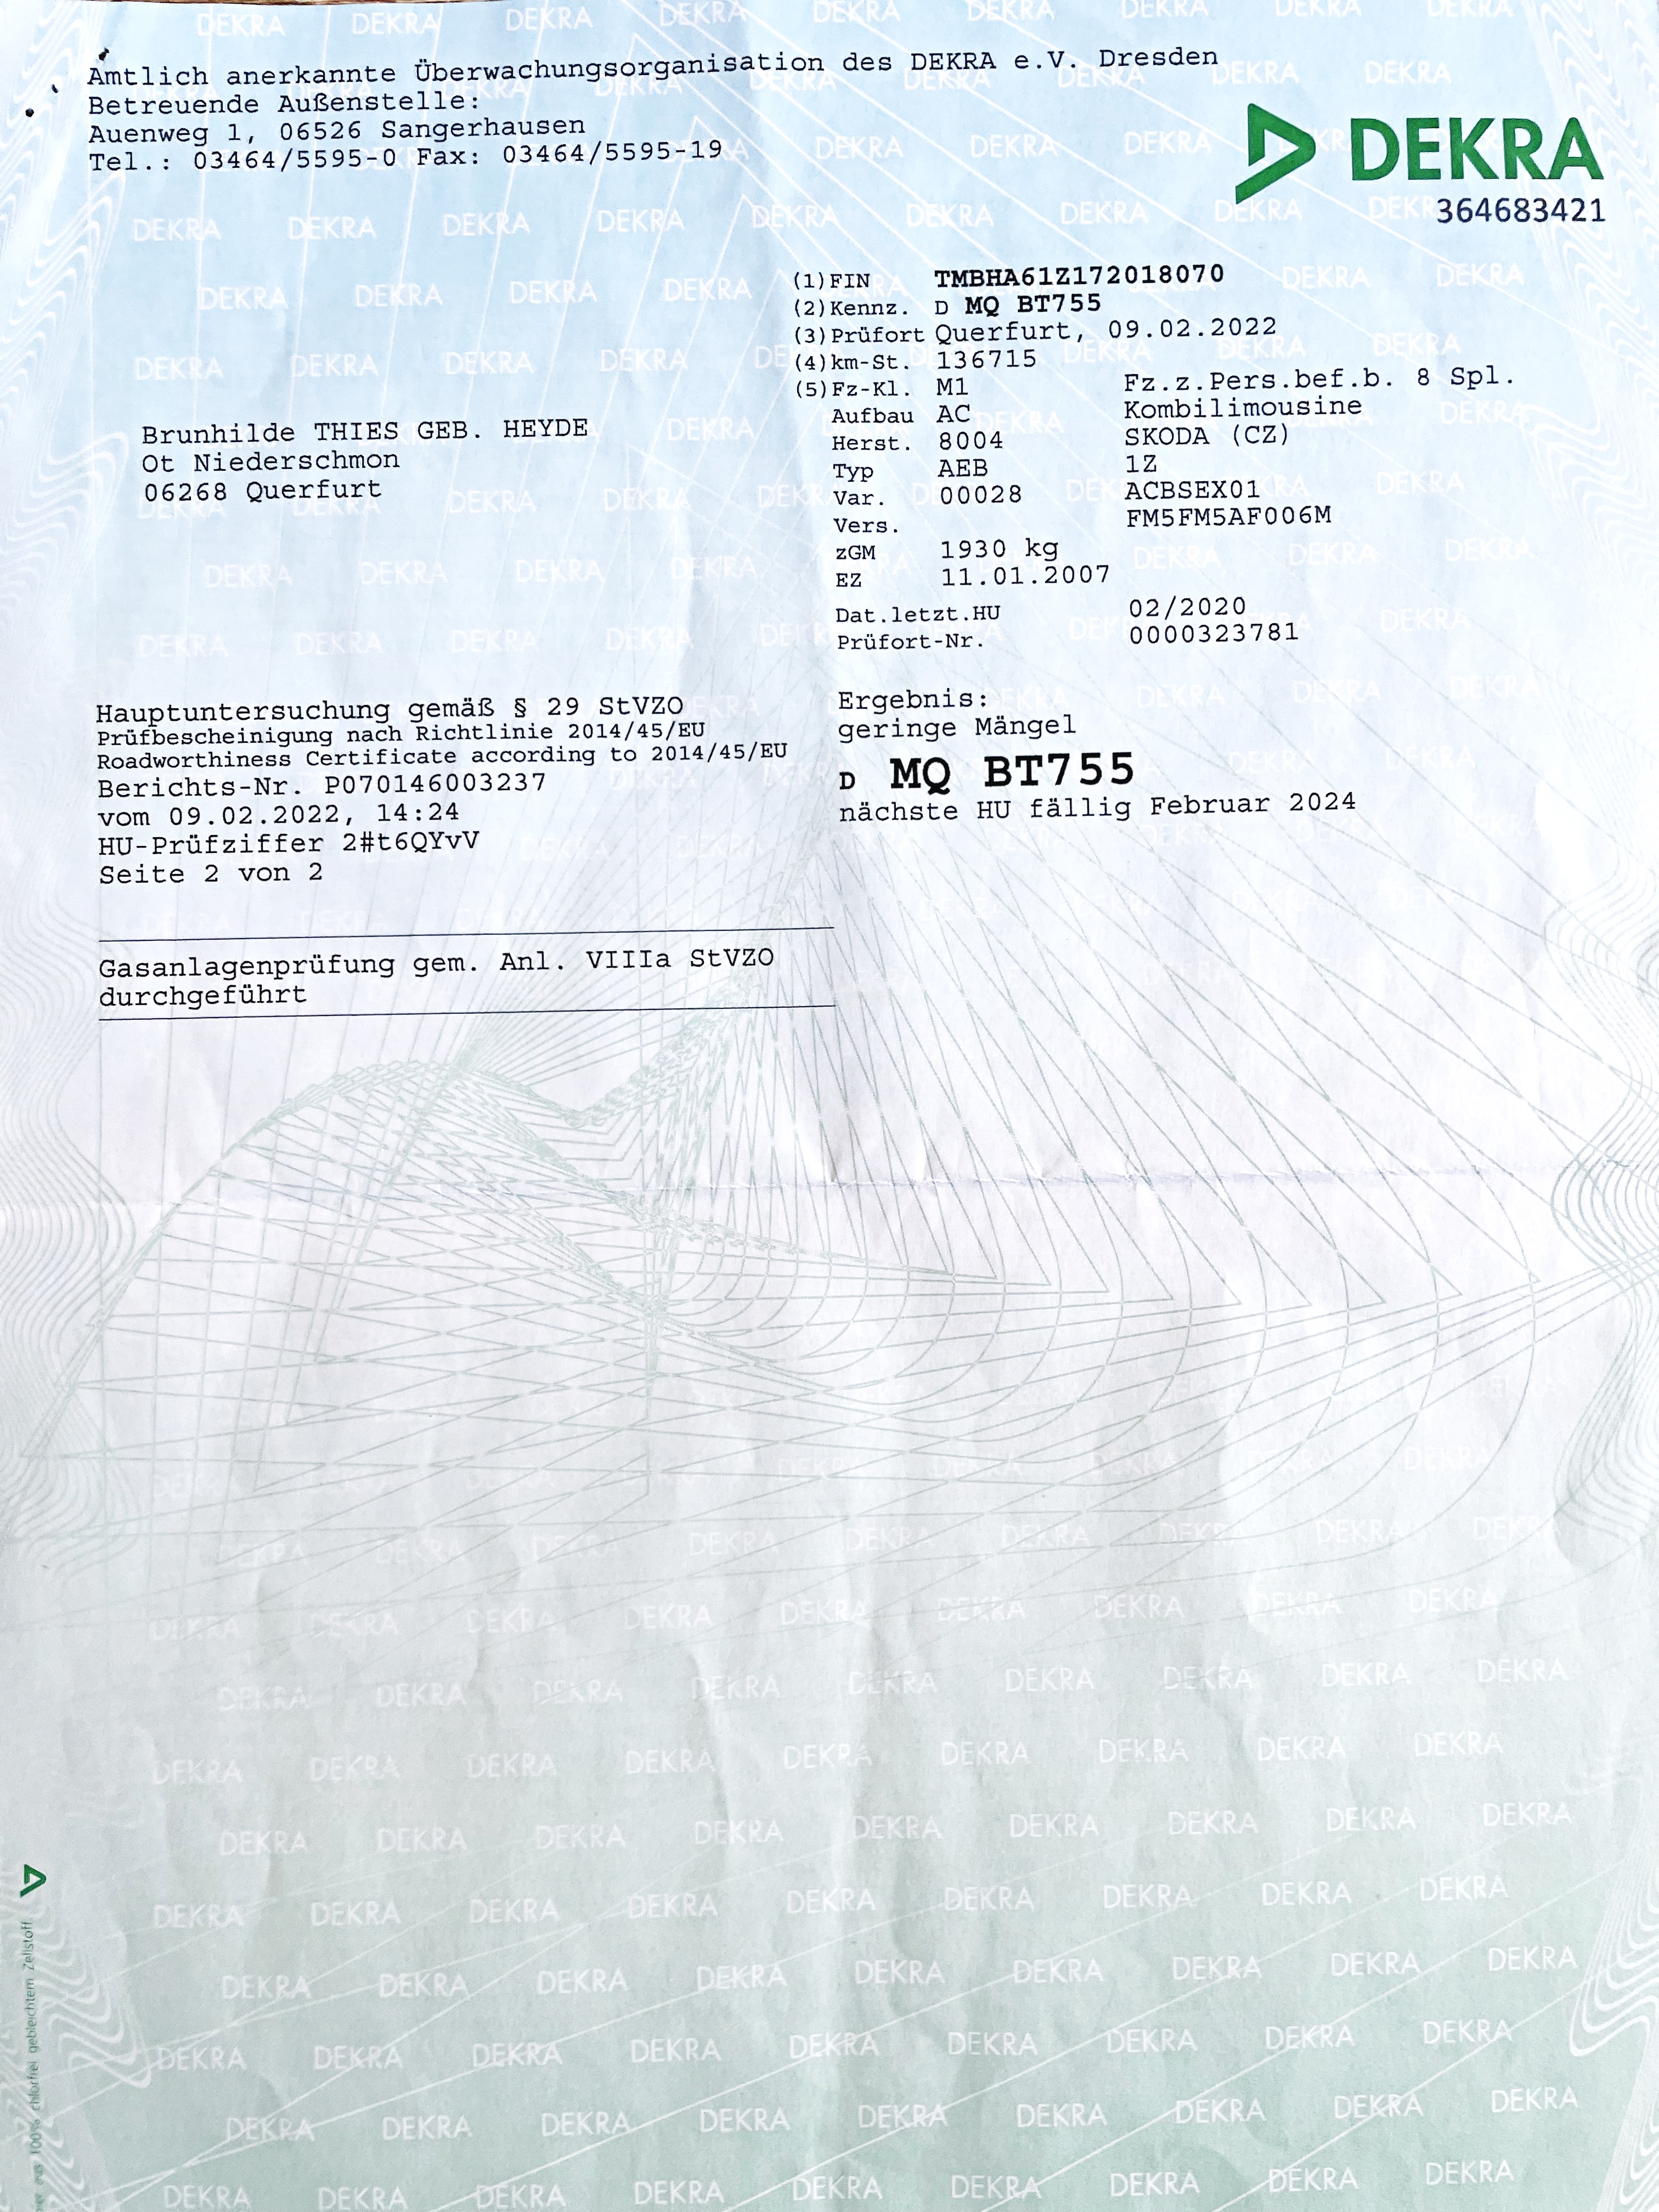 Amtlich anerkannte Überwachungsorganisation des DEKRA e.V. Dresden
Betreuende Außenstelle:
Auenweg 1, 06526 Sangerhausen
Tel.: 03464/5595-0 Fax: 03464/5595-19
DEKRA
364683421
(1) FIN TMBHA61Z172018070
(2) Kennz. D MQ BT755
(3) Prüfort Querfurt, 09.02.2022
(4) km-St. 136715
(5) Fz-Kl. M1 Fz.z.Pers.bef.b. 8 Spl.
Aufbau AC Kombilimousine
Herst. 8004 SKODA (CZ)
Typ AEB 1Z
Var. 00028 ACBSEX01
Vers. FM5FM5AF006M
zGM 1930 kg
EZ 11.01.2007
Dat.letzt.HU 02/2020
Prüfort-Nr. 0000323781
Brunhilde THIES GEB. HEYDE
Ot Niederschmon
06268 Querfurt
Hauptuntersuchung gemäß § 29 StVZO
Prüfbescheinigung nach Richtlinie 2014/45/EU
Roadworthiness Certificate according to 2014/45/EU
Berichts-Nr. P070146003237
vom 09.02.2022, 14:24
HU-Prüfziffer 2#t6QYvV
Seite 2 von 2
Ergebnis:
geringe Mängel
D MQ BT755
nächste HU fällig Februar 2024
Gasanlagenprüfung gem. Anl. VIIIa StVZO
durchgeführt
aus 100% chlorfrei gebleichtem Zellstoff